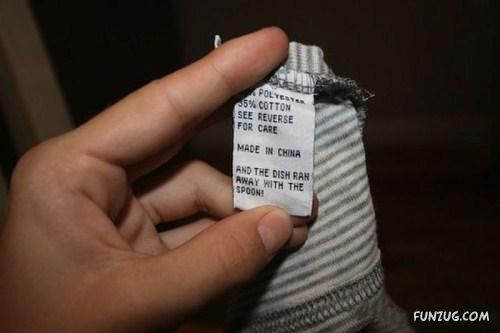 % POLYESTER
35% COTTON
SEE REVERSE
FOR CARE
MADE IN CHINA
AND THE DISH RAN
AWAY WITH THE
SPOON!
FUNZUG.COM